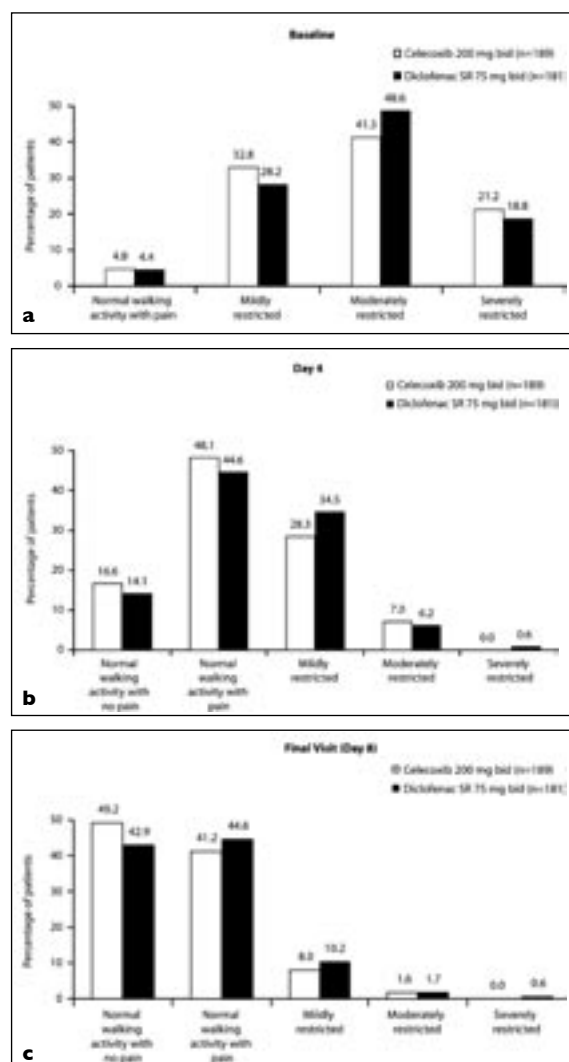 Baseline
Celecoxib 200 mg bid (n=189)
Diclofenac SR 75 mg bid (n=181)
Percentage of patients
50
40
30
20
10
0
4.8 4.4
32.8 28.2
41.3 48.6
21.2 18.8
Normal walking Mildly Moderately Severely
activity with pain restricted restricted restricted
a
Day 4
Celecoxib 200 mg bid (n=189)
Diclofenac SR 75 mg bid (n=181)
Percentage of patients
50
40
30
20
10
0
16.6 14.1
48.1 44.6
28.3 34.5
6.2
0.0 0.6
Normal Normal Mildly Moderately Severely
walking walking restricted restricted restricted
activity with activity with
no pain pain
b
Final Visit (Day 8)
Celecoxib 200 mg bid (n=189)
Diclofenac SR 75 mg bid (n=181)
Percentage of patients
50
40
30
20
10
0
49.2 42.9
41.2 44.6
8.0 10.2
1.6 1.7
0.0 0.6
Normal Normal Mildly Moderately Severely
walking walking restricted restricted restricted
activity with activity with
no pain pain
c